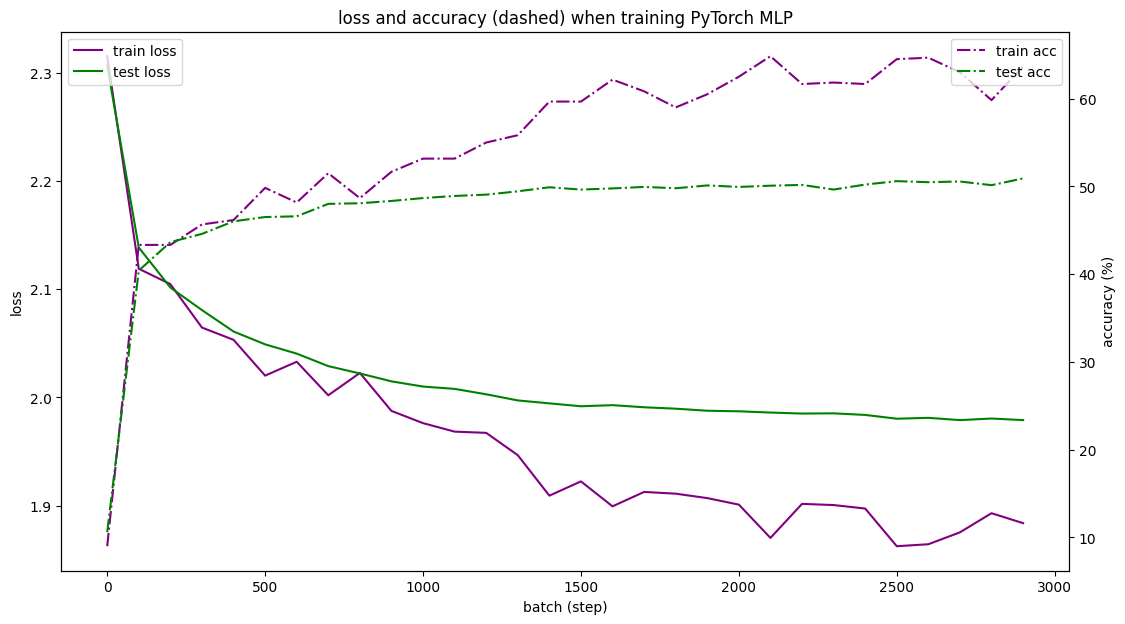 loss and accuracy (dashed) when training PyTorch MLP
train loss
test loss
train acc
test acc
2.3
2.2
2.1
2.0
1.9
loss
60
50
40
30
20
10
accuracy (%)
0
500
1000
1500
2000
2500
3000
batch (step)